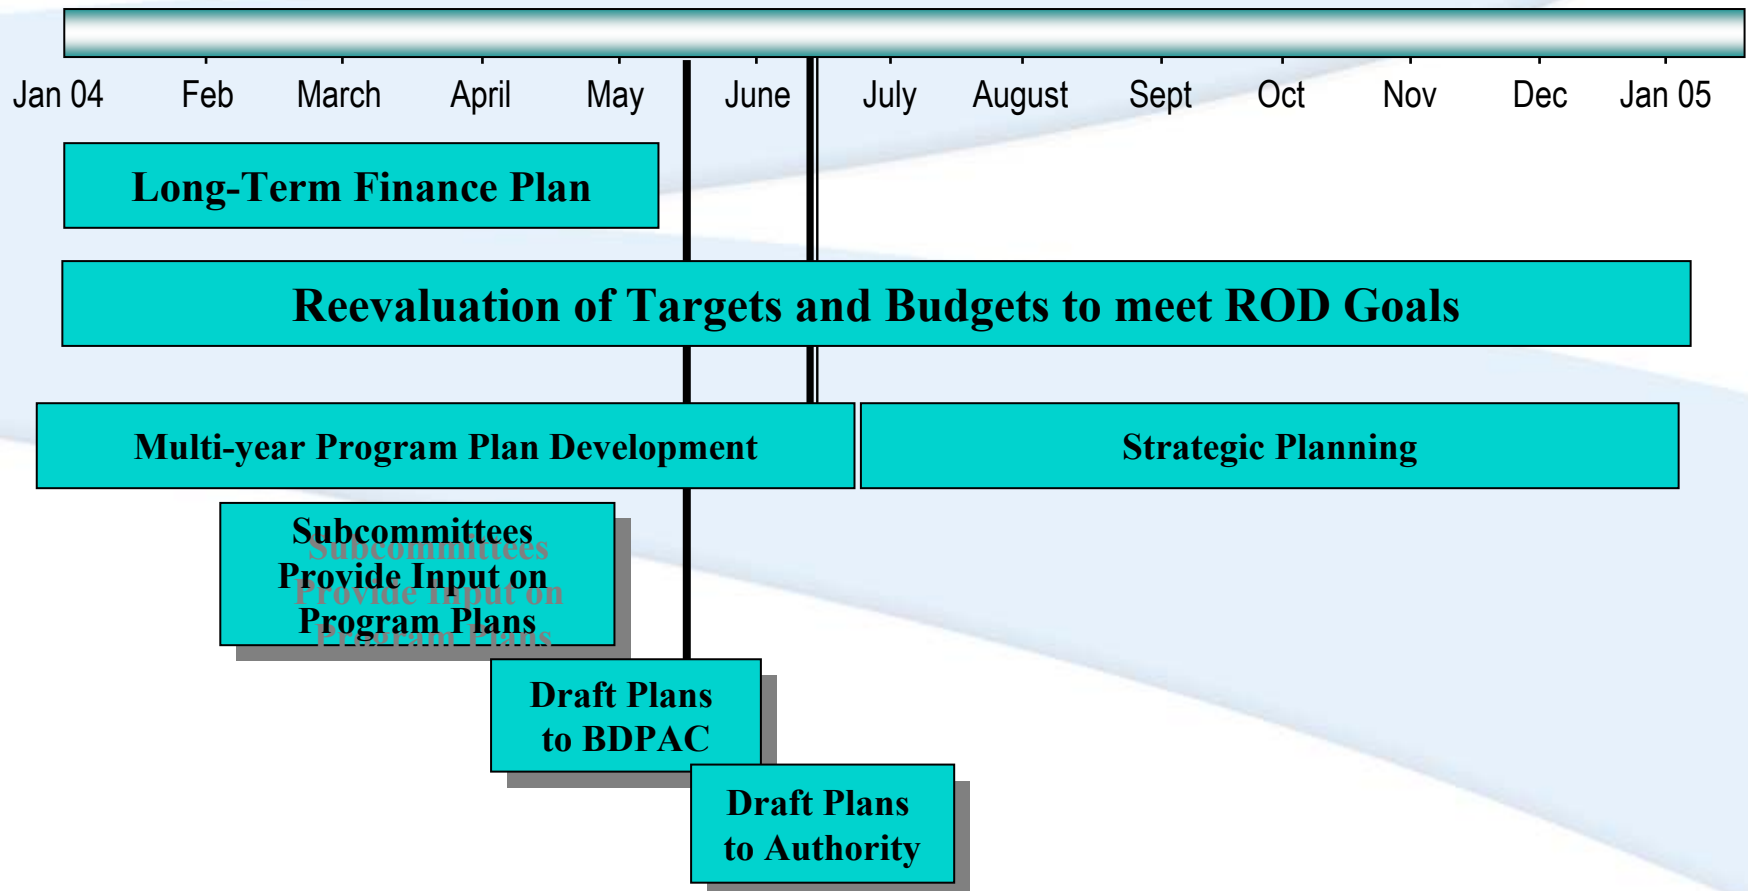 Jan 04 Feb March April May June July August Sept Oct Nov Dec Jan 05
Long-Term Finance Plan
Reevaluation of Targets and Budgets to meet ROD Goals
Multi-year Program Plan Development
Strategic Planning
Subcommittees
Provide Input on
Program Plans
Draft Plans
to BDPAC
Draft Plans
to Authority